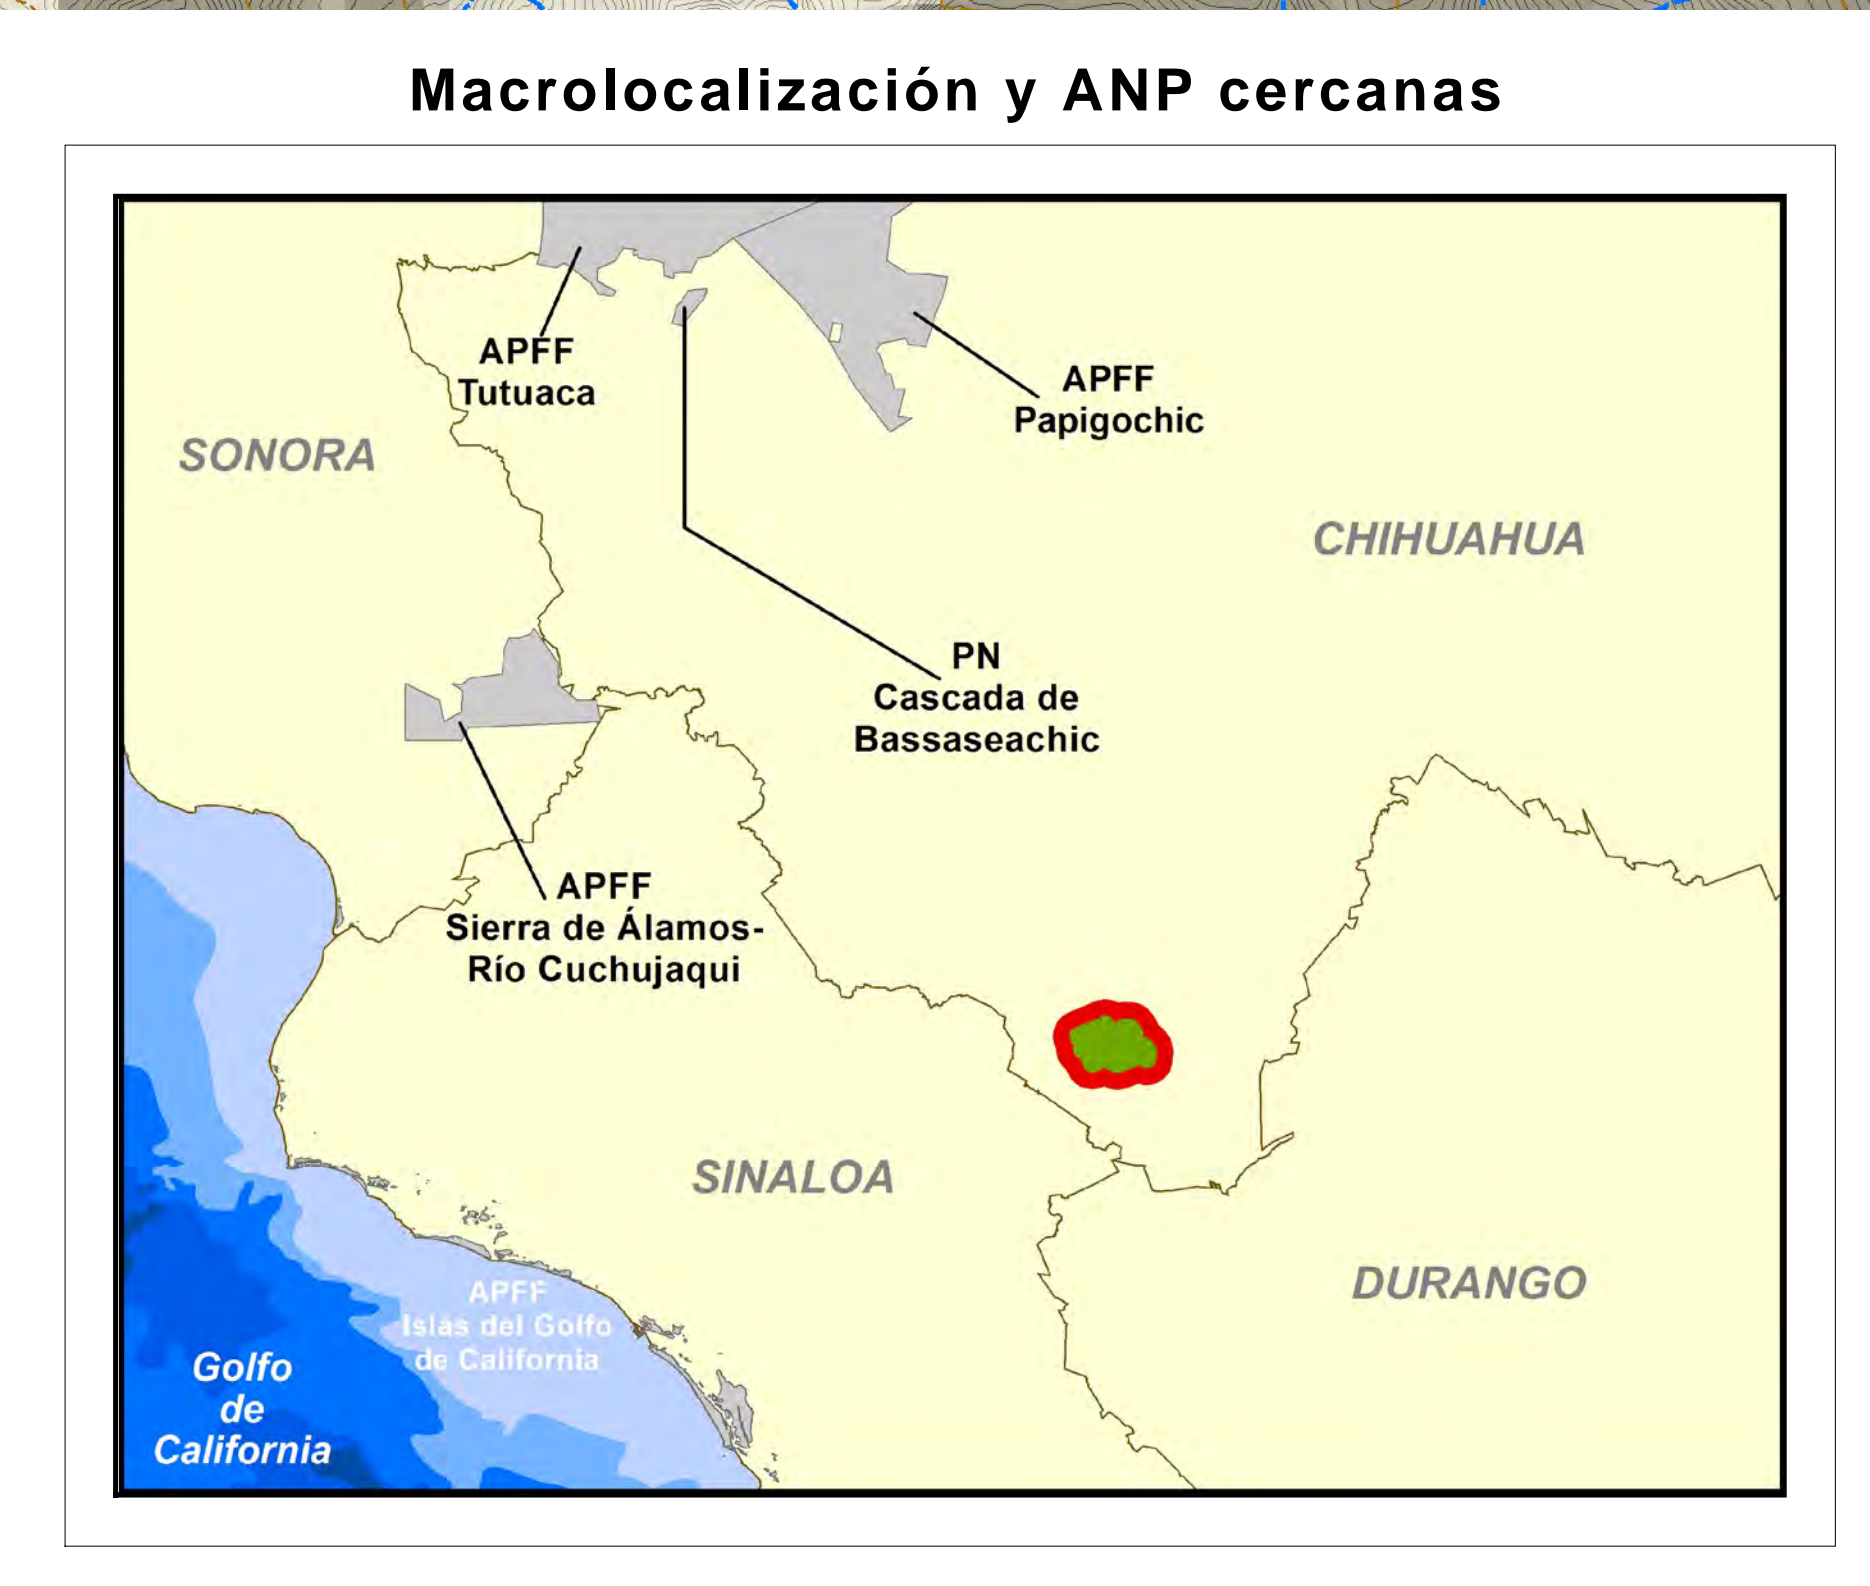 Macrolocalización y ANP cercanas
APFF
Tutuaca
APFF
Papigochic
SONORA
CHIHUAHUA
PN
Cascada de
Bassaseachic
APFF
Sierra de Álamos-
Río Cuchujaqui
SINALOA
DURANGO
APFF
Islas del Golfo
de California
Golfo
de
California